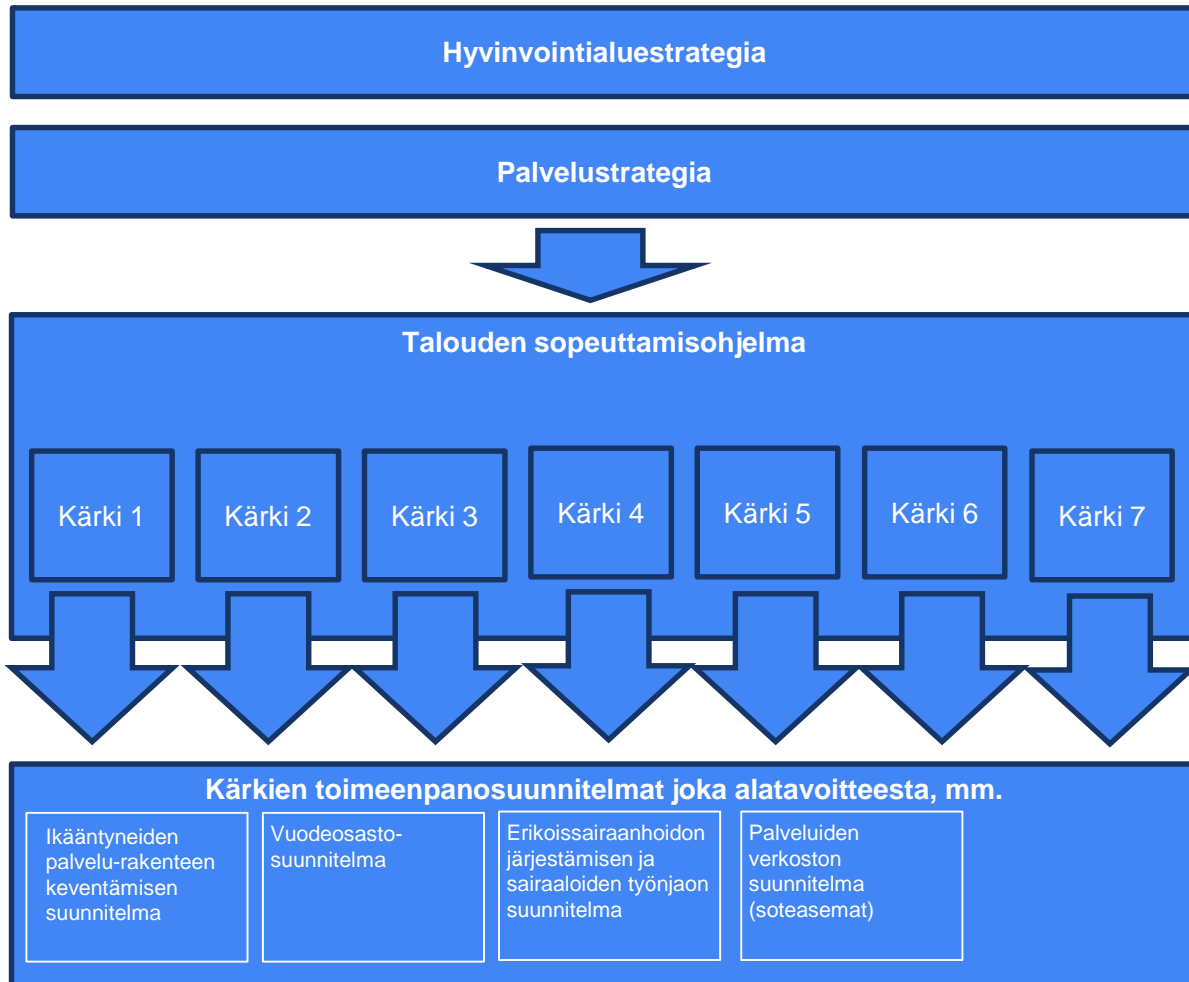 Hyvinvointialuestrategia
Palvelustrategia
Talouden sopeuttamisohjelma
Kärki 1
Kärki 2
Kärki 3
Kärki 4
Kärki 5
Kärki 6
Kärki 7
Kärkien toimeenpanosuunnitelmat joka alatavoitteesta, mm.
Ikääntyneiden
palvelu-rakenteen
keventämisen
suunnitelma
Vuodeosasto-
suunnitelma
Erikoissairaanhoidon
järjestämisen ja
sairaaloiden työnjaon
suunnitelma
Palveluiden
verkoston
suunnitelma
(soteasemat)